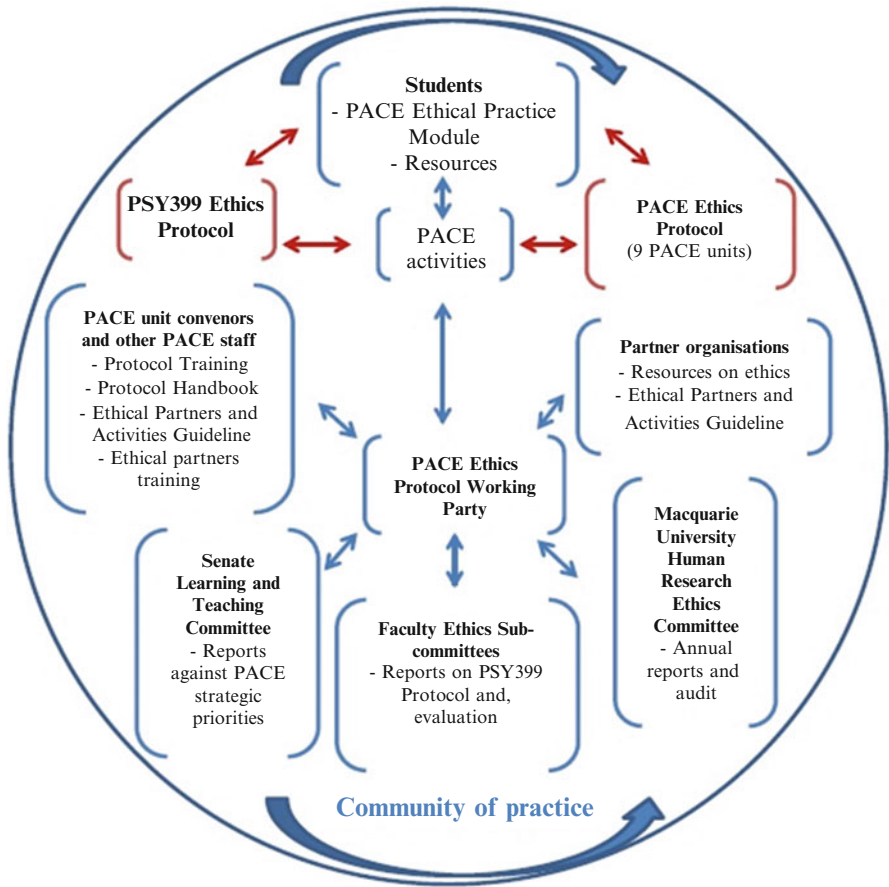 Students
- PACE Ethical Practice
Module
- Resources
PSY399 Ethics
Protocol
PACE
activities
PACE Ethics
Protocol
(9 PACE units)
PACE unit convenors
and other PACE staff
- Protocol Training
- Protocol Handbook
- Ethical Partners and
Activities Guideline
- Ethical partners
training
Partner organisations
- Resources on ethics
- Ethical Partners and
Activities Guideline
PACE Ethics
Protocol Working
Party
Senate
Learning and
Teaching
Committee
- Reports
against PACE
strategic
priorities
Faculty Ethics Sub-
committees
- Reports on PSY399
Protocol and,
evaluation
Macquarie
University
Human
Research
Ethics
Committee
- Annual
reports and
audit
Community of practice